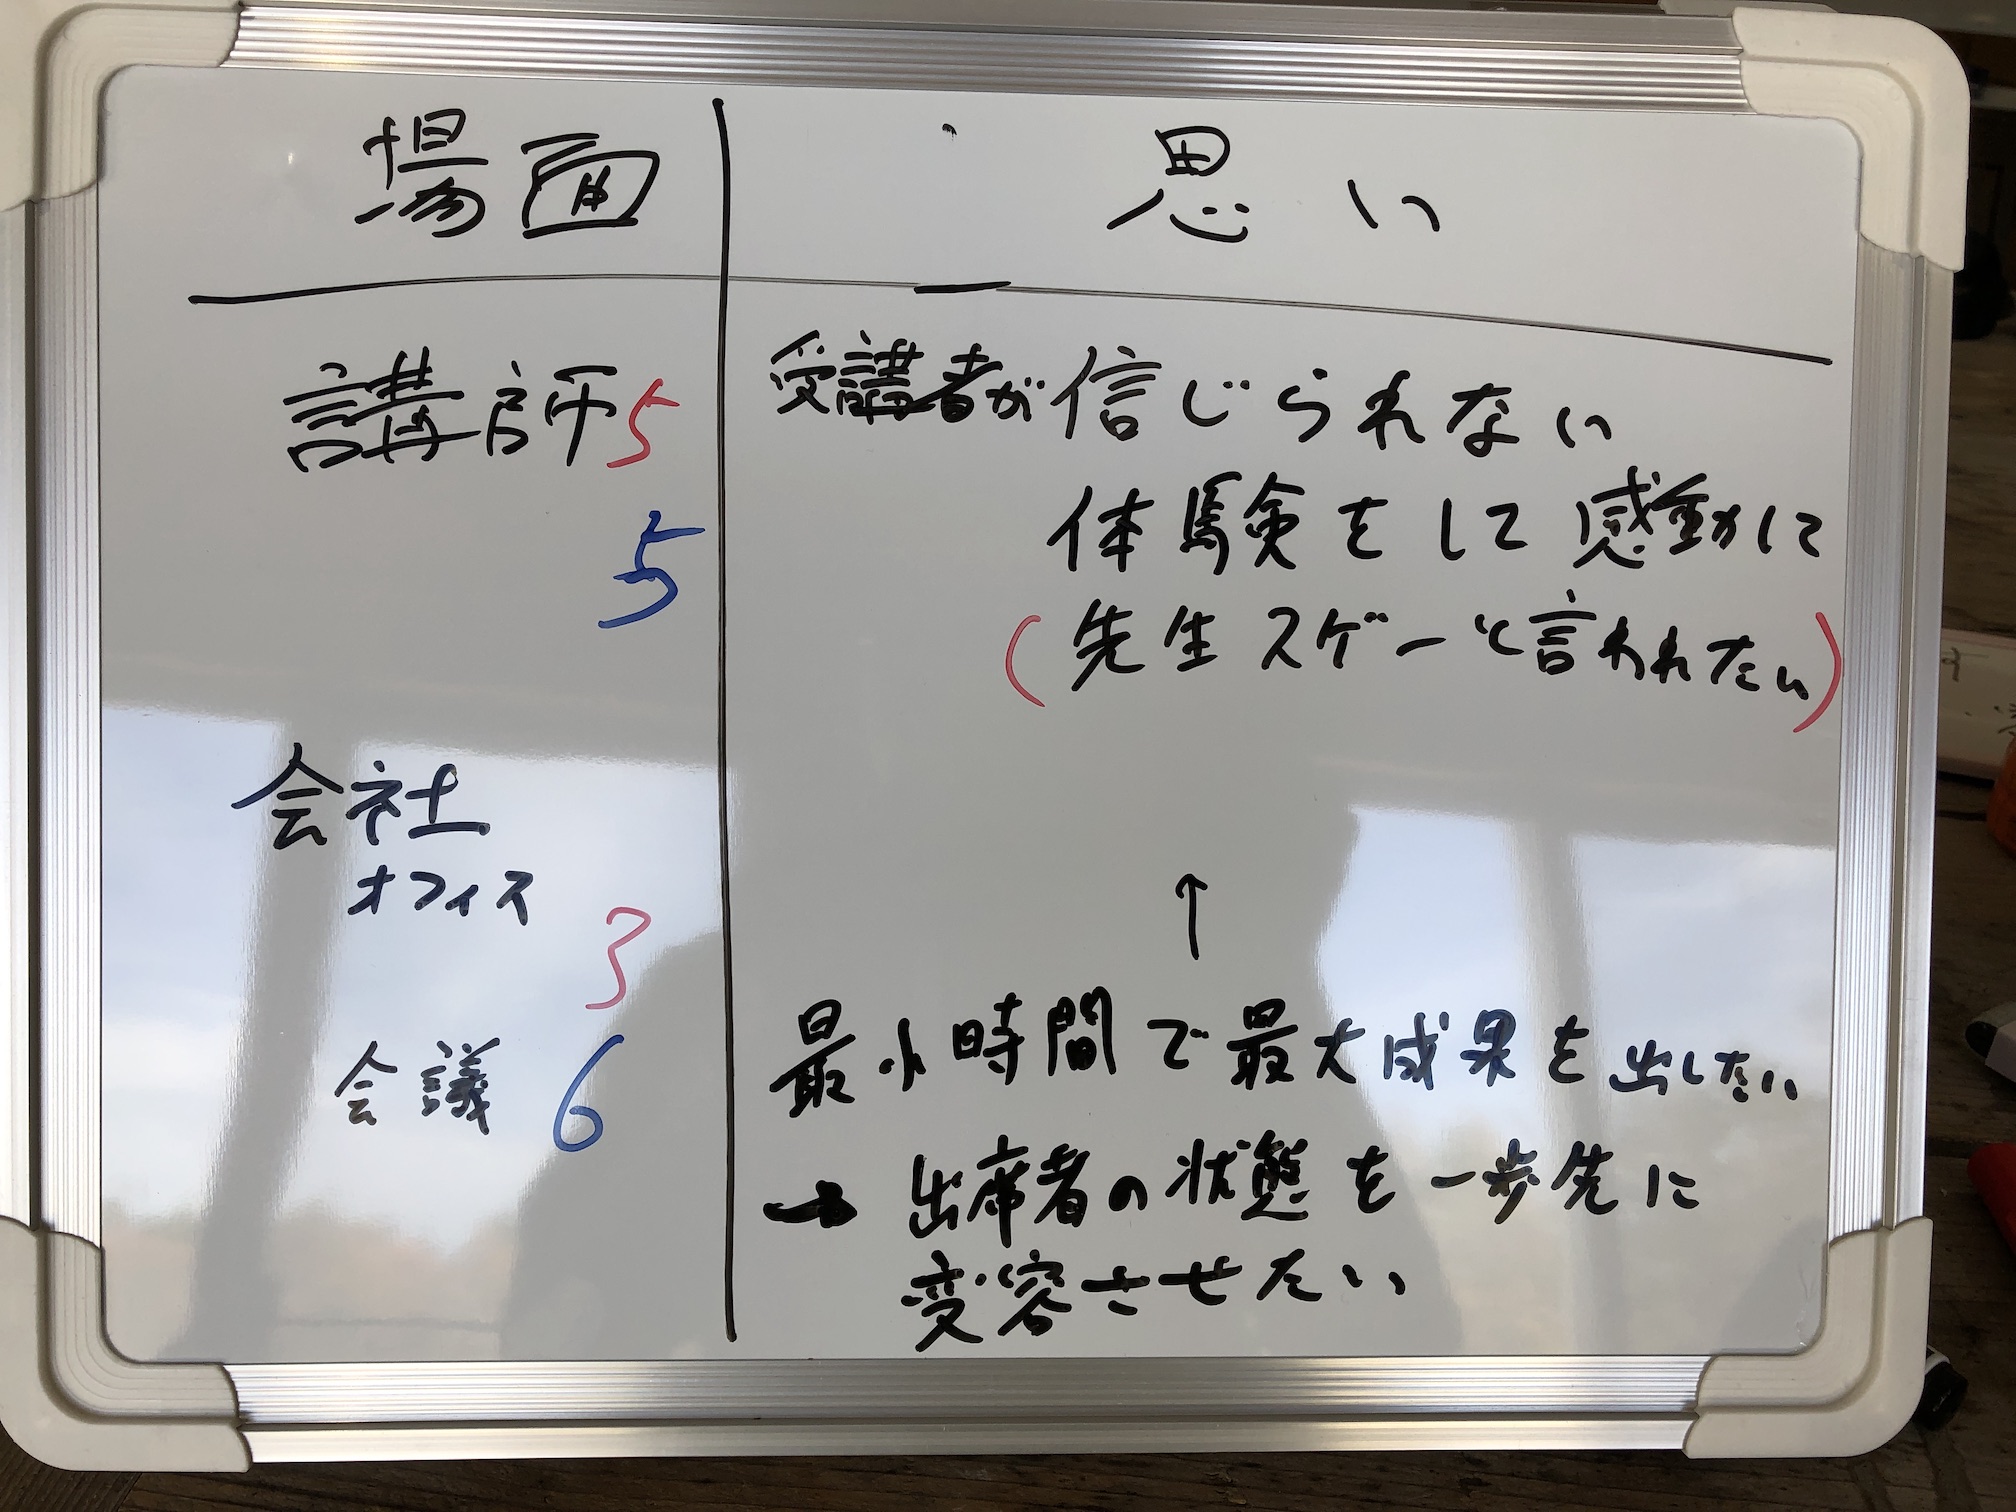 場面
思い
講師 5
5
受講者が信じられない
体験をして感動して
(先生スゲーと言われたい)
会社
オフィス
3
会議 6
↑
最小時間で最大成果を出したい
→ 出席者の状態を一歩先に
変容させたい